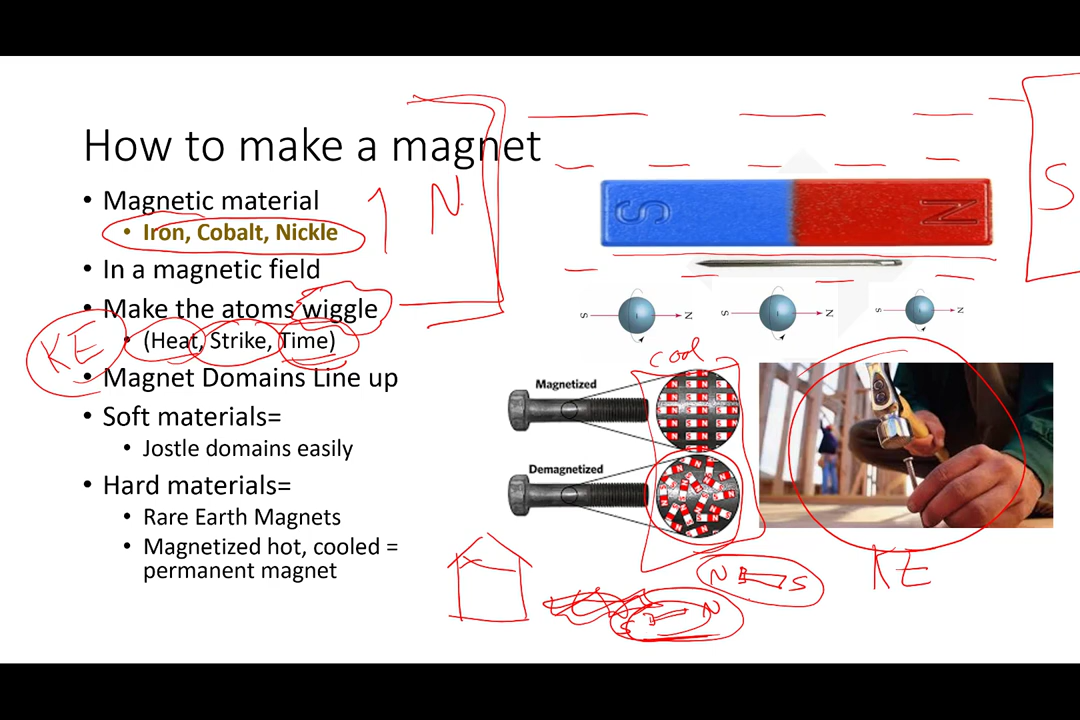 How to make a magnet
• Magnetic material
• Iron, Cobalt, Nickle
• In a magnetic field
• Make the atoms wiggle
• (Heat, Strike, Time)
• Magnet Domains Line up
• Soft materials=
• Jostle domains easily
• Hard materials=
• Rare Earth Magnets
• Magnetized hot, cooled =
permanent magnet
N
KE
S
S N
S N
S N
S N
cool
Magnetized
Demagnetized
N S
S N
KE